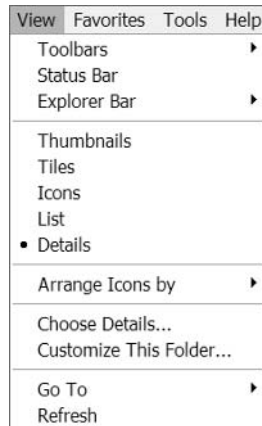 View Favorites Tools Help
Toolbars
Status Bar
Explorer Bar
Thumbnails
Tiles
Icons
List
• Details
Arrange Icons by
Choose Details...
Customize This Folder...
Go To
Refresh